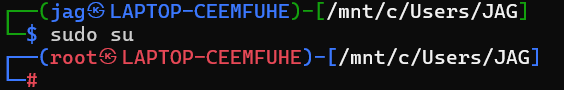 ┌──(jag㉿LAPTOP-CEEMFUHE)-[/mnt/c/Users/JAG]
└─$ sudo su
┌──(root㉿LAPTOP-CEEMFUHE)-[/mnt/c/Users/JAG]
└─#